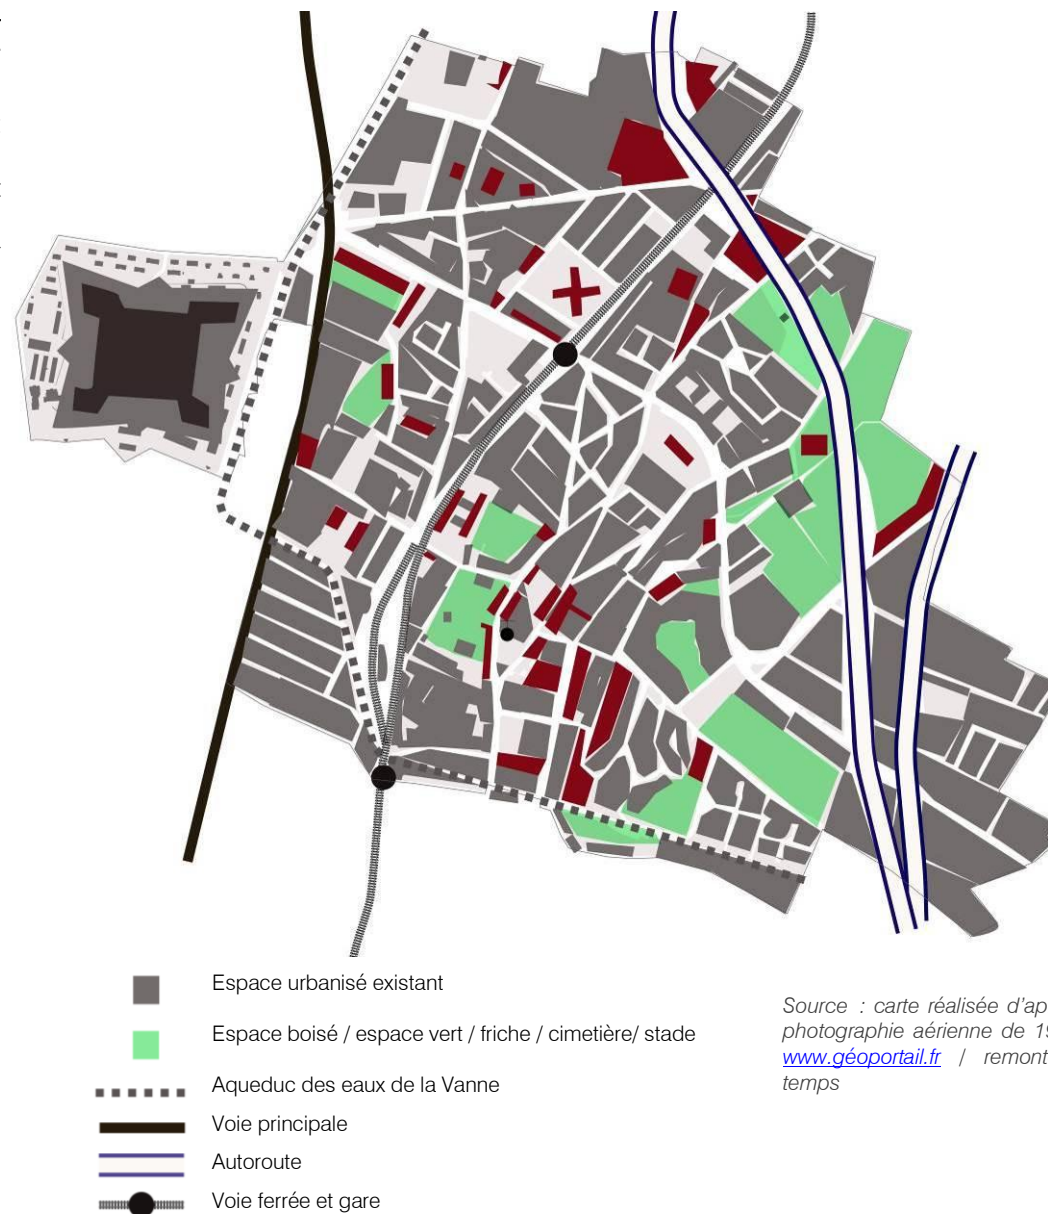 Espace urbanisé existant
Espace boisé / espace vert / friche / cimetière/ stade
Aqueduc des eaux de la Vanne
Voie principale
Autoroute
Voie ferrée et gare
Source : carte réalisée d'ap
photographie aérienne de 19
www.géoportail.fr / remont
temps